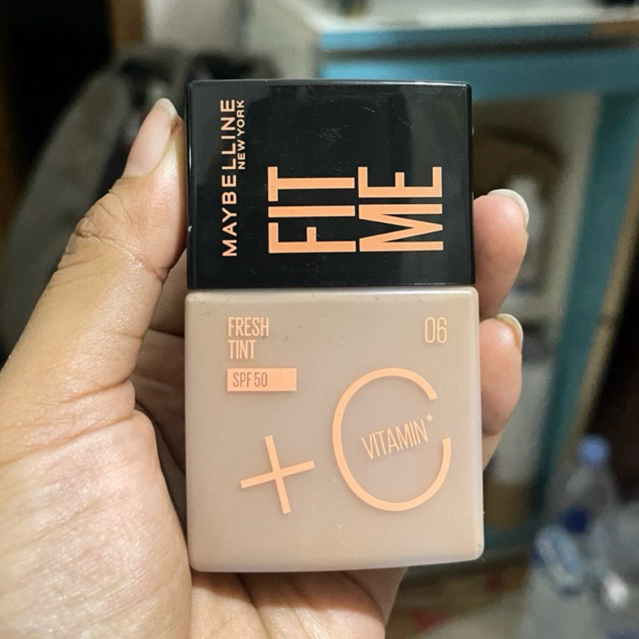 MAYBELLINE
NEW YORK
FIT
ME
FRESH
TINT
06
SPF 50
+ C
VITAMIN*